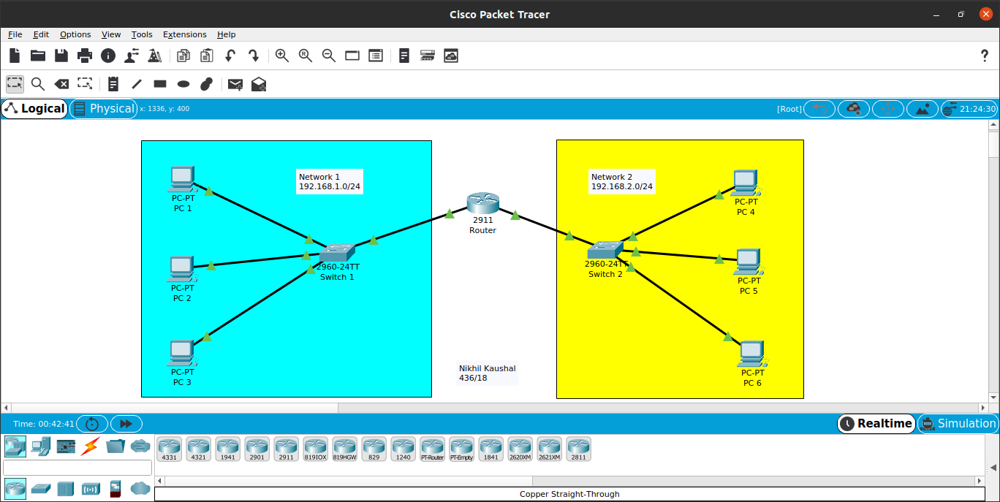 Cisco Packet Tracer
File Edit Options View Tools Extensions Help
Logical Physical x: 1336, y: 400 [Root] 21:24:30
Network 1
192.168.1.0/24
Network 2
192.168.2.0/24
PC-PT
PC 1
PC-PT
PC 2
PC-PT
PC 3
2960-24TT
Switch 1
2911
Router
2960-24TT
Switch 2
PC-PT
PC 4
PC-PT
PC 5
PC-PT
PC 6
Nikhil Kaushal
436/18
Time: 00:42:41 Realtime Simulation
4331 4321 1941 2901 2911 819IOX 819HGW 829 1240 PT-Router PT-Empty 1841 2620XM 2621XM 2811
Copper Straight-Through